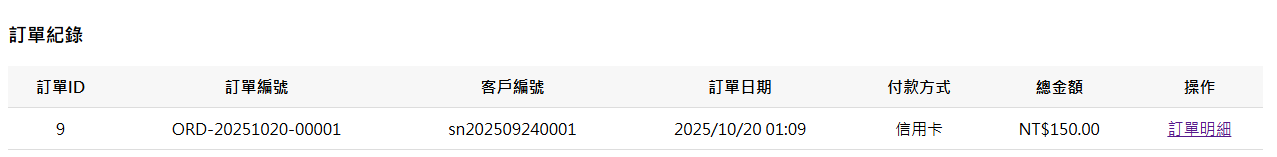 訂單紀錄
訂單ID 訂單編號 客戶編號 訂單日期 付款方式 總金額 操作
9 ORD-20251020-00001 sn202509240001 2025/10/20 01:09 信用卡 NT$150.00 訂單明細